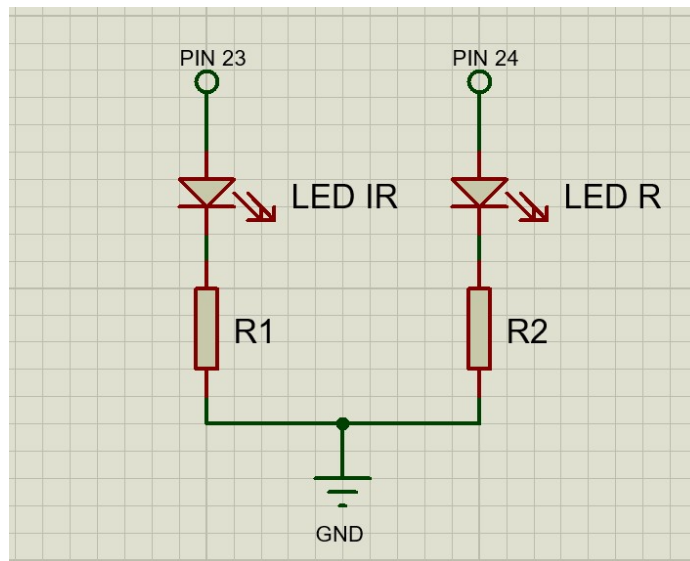 PIN 23
PIN 24
LED IR
LED R
R1
R2
GND